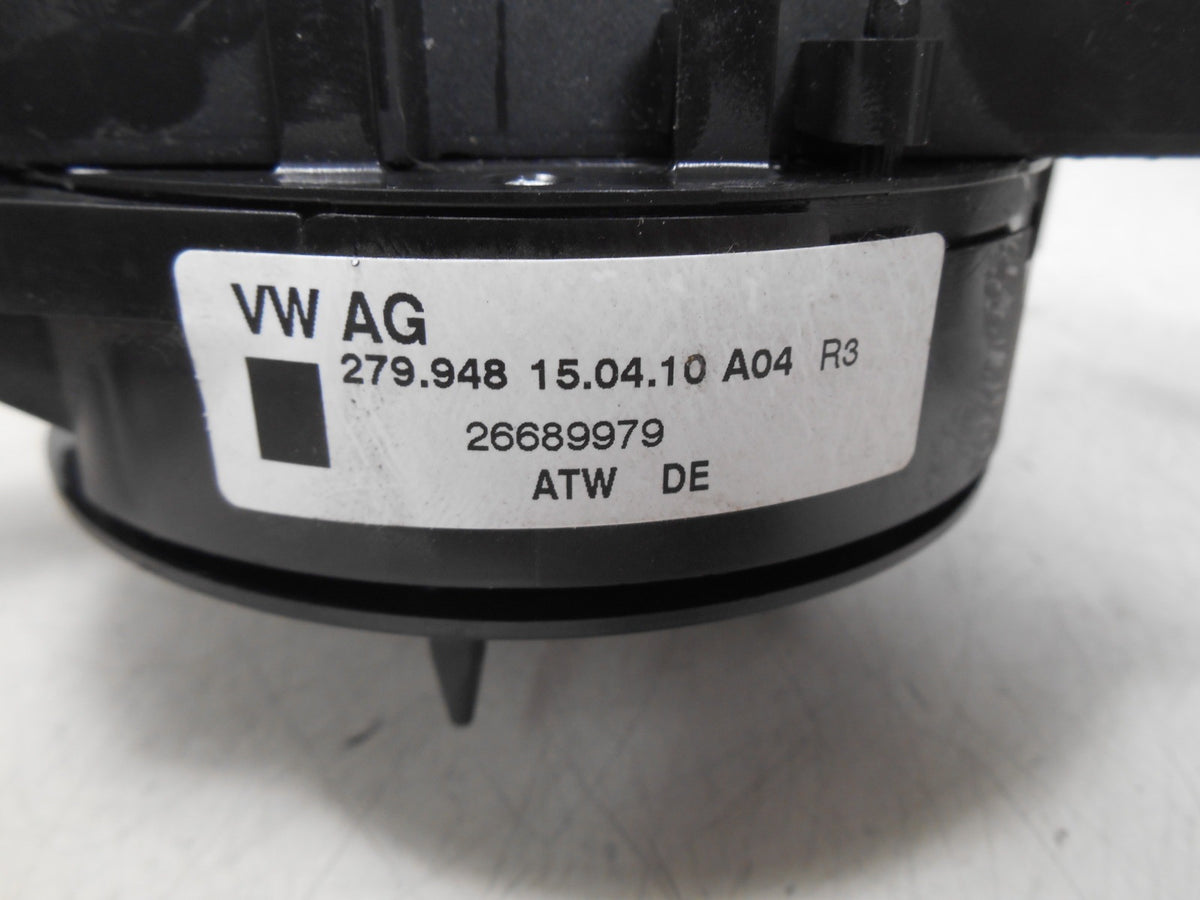 VW AG
279.948 15.04.10 A04 R3
26689979
ATW DE